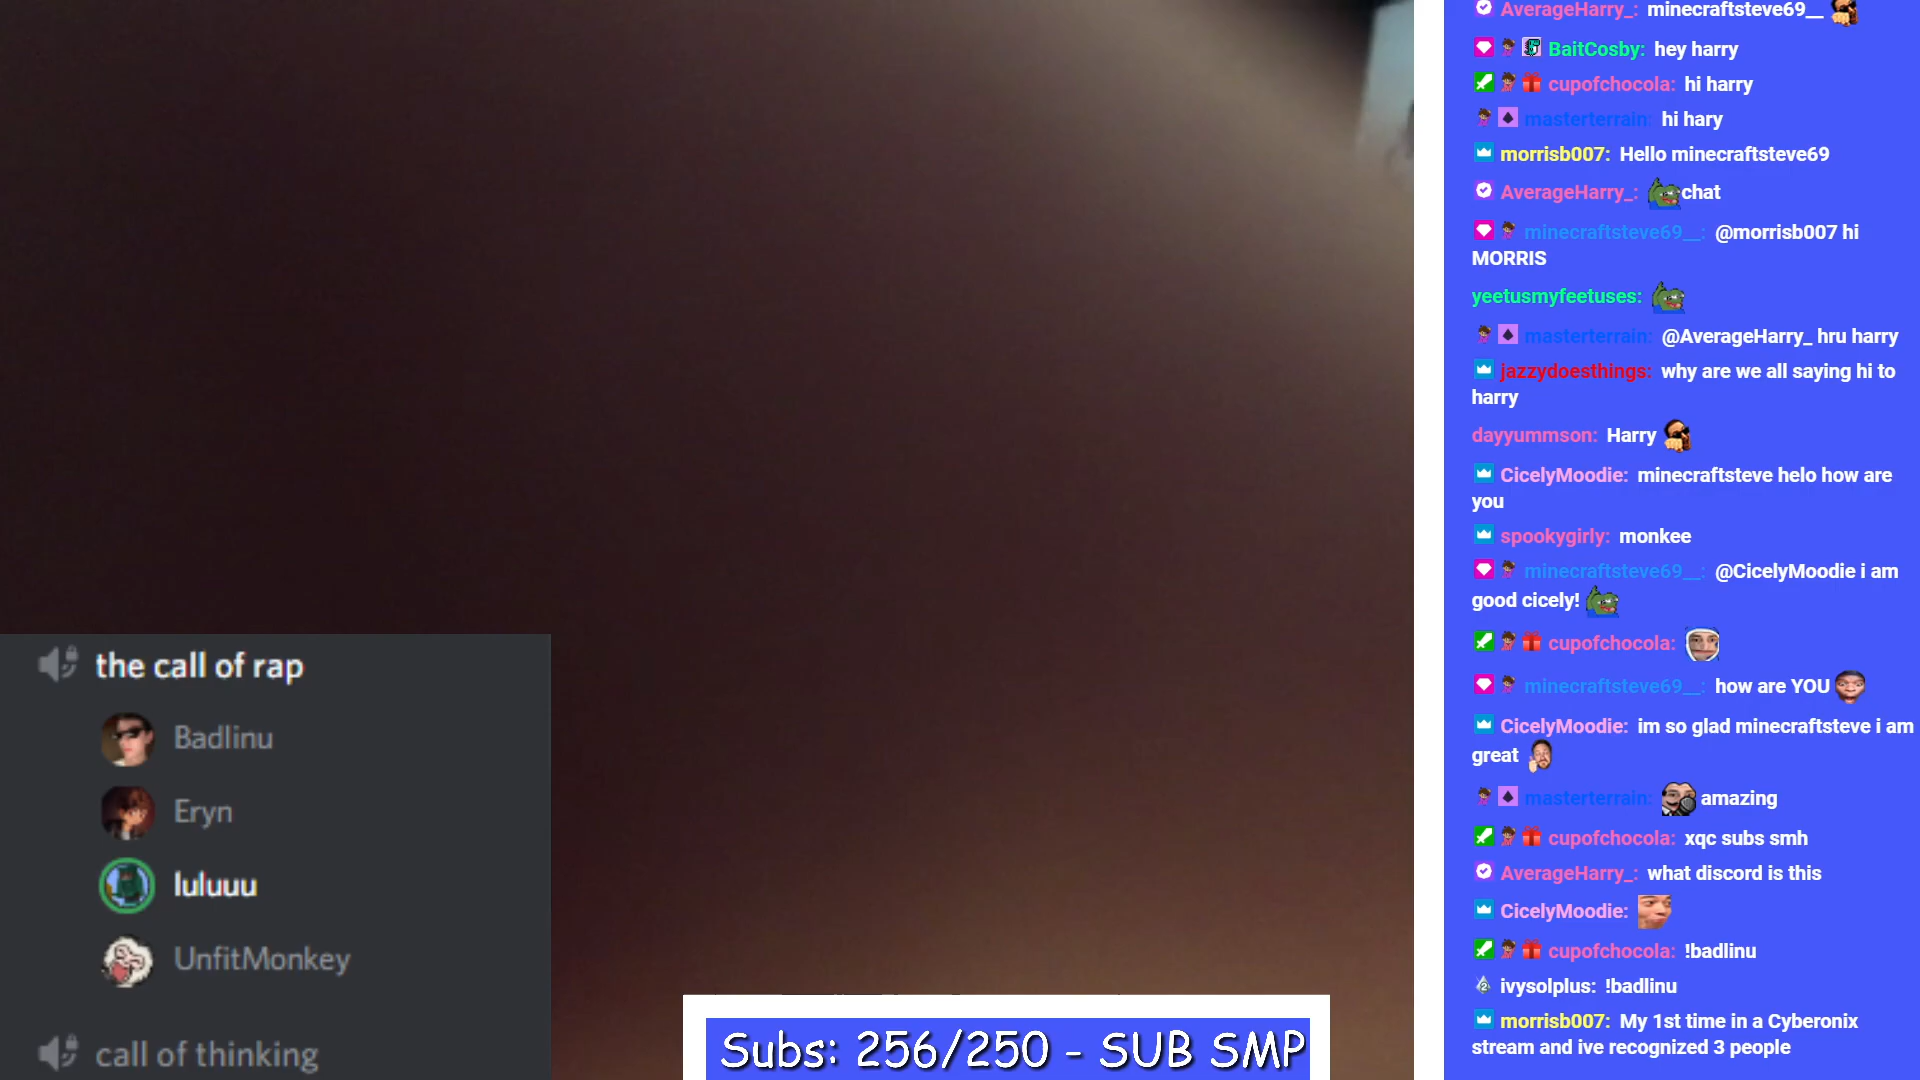 the call of rap
Badlinu
Eryn
luluuu
UnfitMonkey
call of thinking
Subs: 256/250 - SUB SMP
AverageHarry_: minecraftsteve69__
BaitCosby: hey harry
cupofchocola: hi harry
masterterrain: hi hary
morrisb007: Hello minecraftsteve69
AverageHarry_: chat
minecraftsteve69__: @morrisb007 hi
MORRIS
yeetusmyfeetuses:
masterterrain: @AverageHarry_ hru harry
jazzydoesthings: why are we all saying hi to
harry
dayyummson: Harry
CicelyMoodie: minecraftsteve helo how are
you
spookygirly: monkee
minecraftsteve69__: @CicelyMoodie i am
good cicely!
cupofchocola:
minecraftsteve69__: how are YOU
CicelyMoodie: im so glad minecraftsteve i am
great
masterterrain: amazing
cupofchocola: xqc subs smh
AverageHarry_: what discord is this
CicelyMoodie:
cupofchocola: !badlinu
ivysolplus: !badlinu
morrisb007: My 1st time in a Cyberonix
stream and ive recognized 3 people